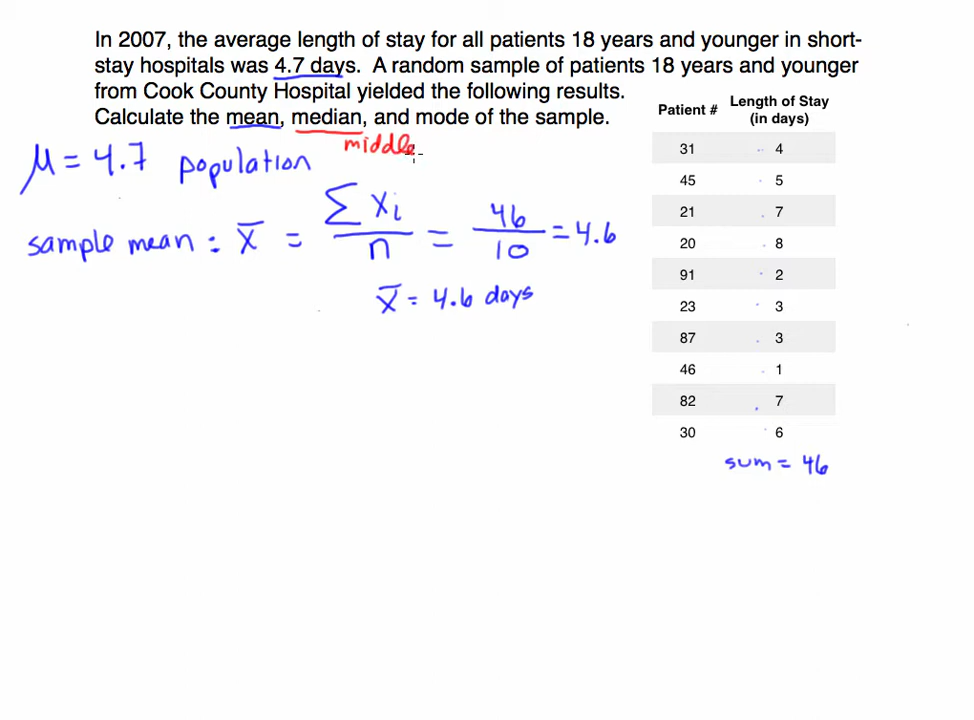 In 2007, the average length of stay for all patients 18 years and younger in short-
stay hospitals was 4.7 days. A random sample of patients 18 years and younger
from Cook County Hospital yielded the following results.
Calculate the mean, median, and mode of the sample.
middle
μ = 4.7 population
sample mean : x̄ = Σ xi / n = 46 / 10 = 4.6
x̄ = 4.6 days
Patient # Length of Stay (in days)
31 4
45 5
21 7
20 8
91 2
23 3
87 3
46 1
82 7
30 6
sum = 46